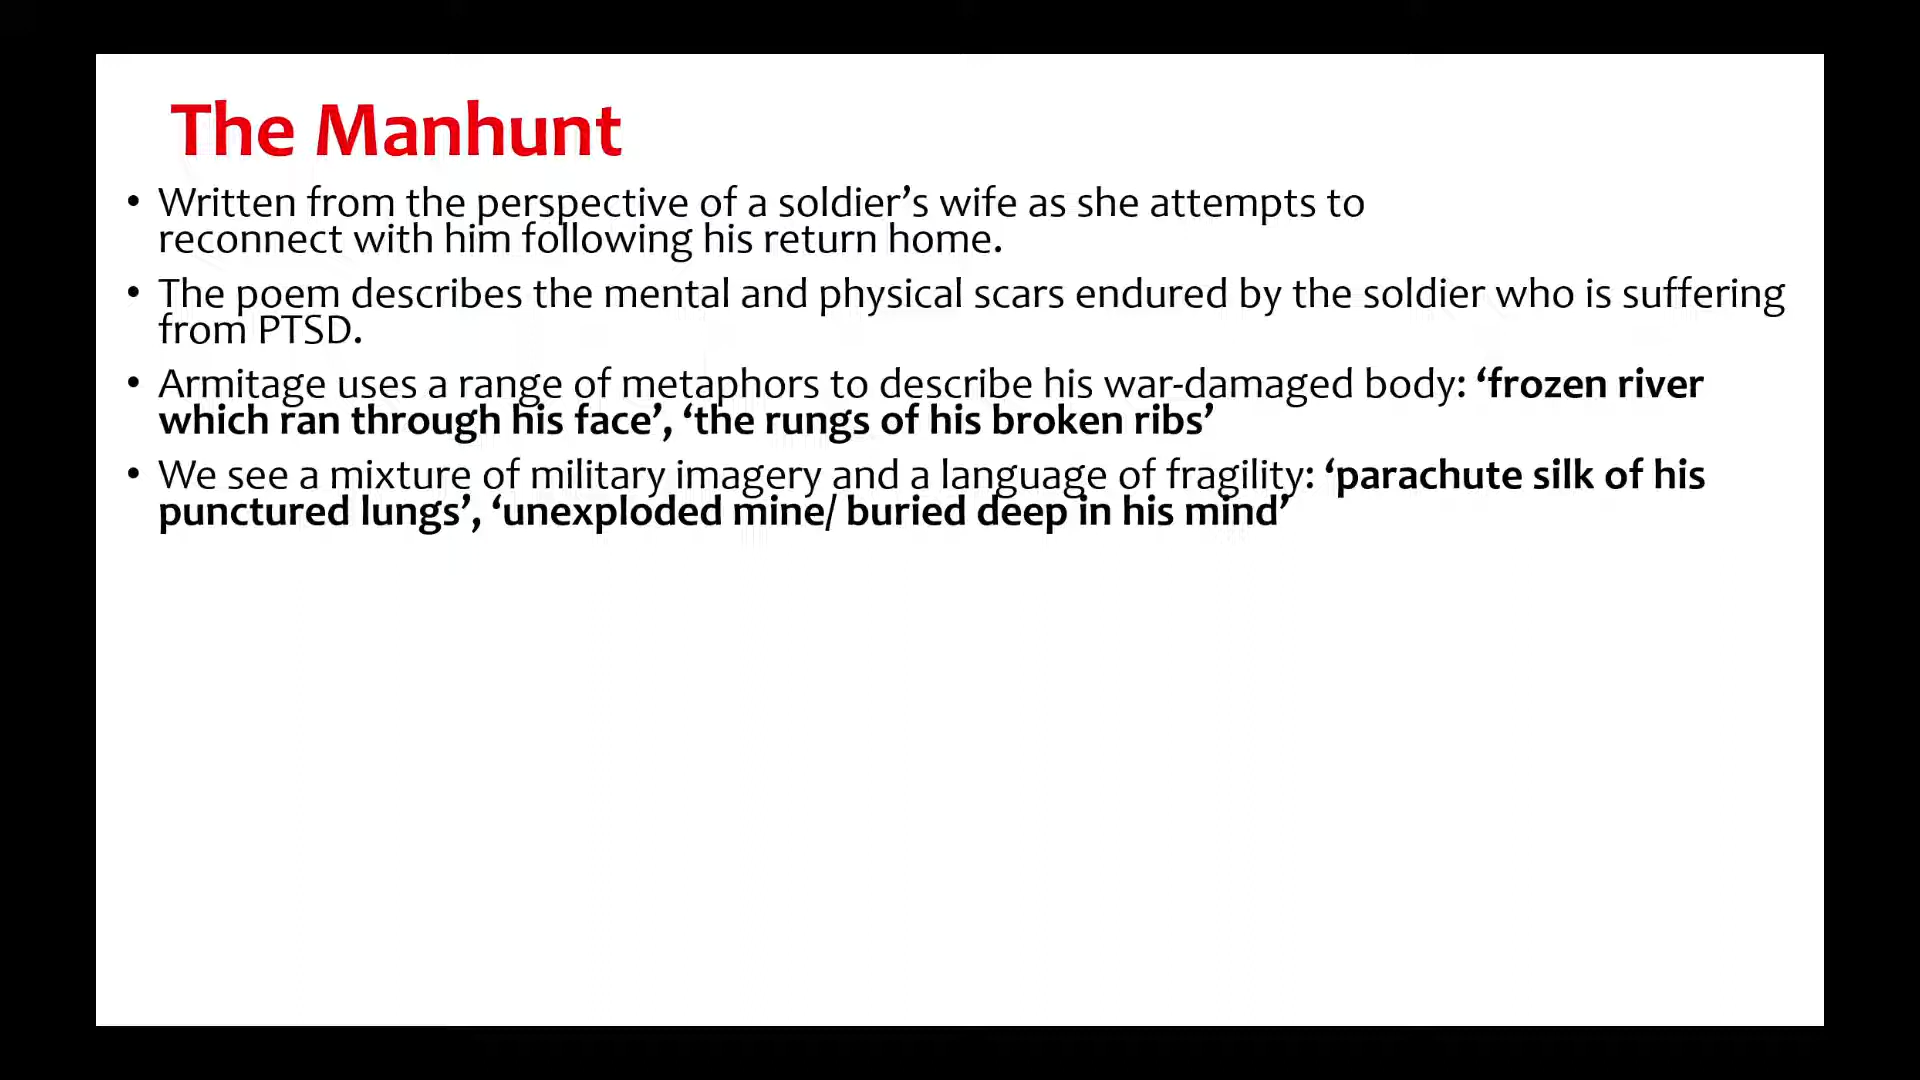 The Manhunt
• Written from the perspective of a soldier’s wife as she attempts to
reconnect with him following his return home.
• The poem describes the mental and physical scars endured by the soldier who is suffering
from PTSD.
• Armitage uses a range of metaphors to describe his war-damaged body: ‘frozen river
which ran through his face’, ‘the rungs of his broken ribs’
• We see a mixture of military imagery and a language of fragility: ‘parachute silk of his
punctured lungs’, ‘unexploded mine/ buried deep in his mind’